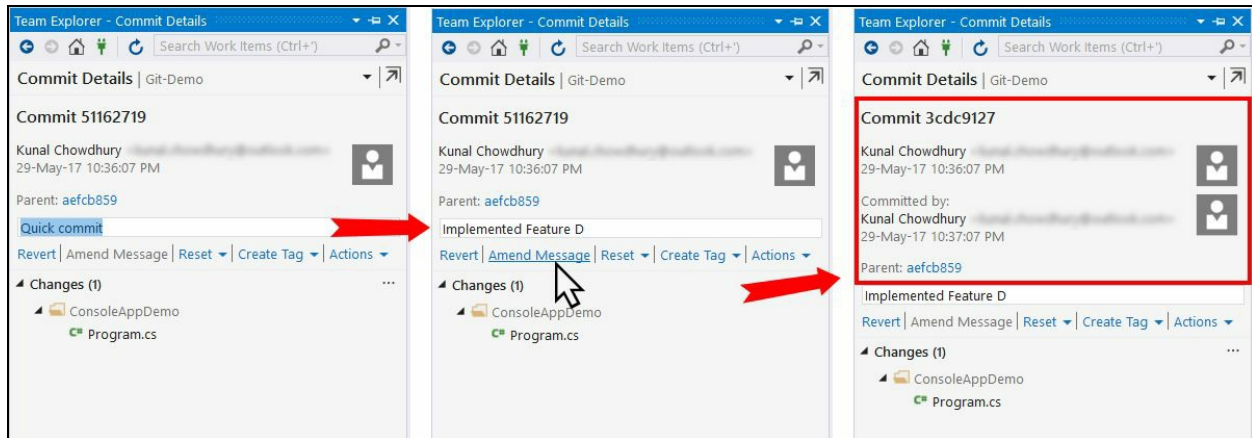 Team Explorer - Commit Details
Search Work Items (Ctrl+')
Commit Details | Git-Demo
Commit 51162719
Kunal Chowdhury
29-May-17 10:36:07 PM
Parent: aefcb859
Quick commit
Revert | Amend Message | Reset | Create Tag | Actions
Changes (1)
...
ConsoleAppDemo
C# Program.cs
Team Explorer - Commit Details
Search Work Items (Ctrl+')
Commit Details | Git-Demo
Commit 51162719
Kunal Chowdhury
29-May-17 10:36:07 PM
Parent: aefcb859
Implemented Feature D
Revert | Amend Message | Reset | Create Tag | Actions
Changes (1)
ConsoleAppDemo
C# Program.cs
Team Explorer - Commit Details
Search Work Items (Ctrl+')
Commit Details | Git-Demo
Commit 3cdc9127
Kunal Chowdhury
29-May-17 10:36:07 PM
Committed by:
Kunal Chowdhury
29-May-17 10:37:07 PM
Parent: aefcb859
Implemented Feature D
Revert | Amend Message | Reset | Create Tag | Actions
Changes (1)
...
ConsoleAppDemo
C# Program.cs